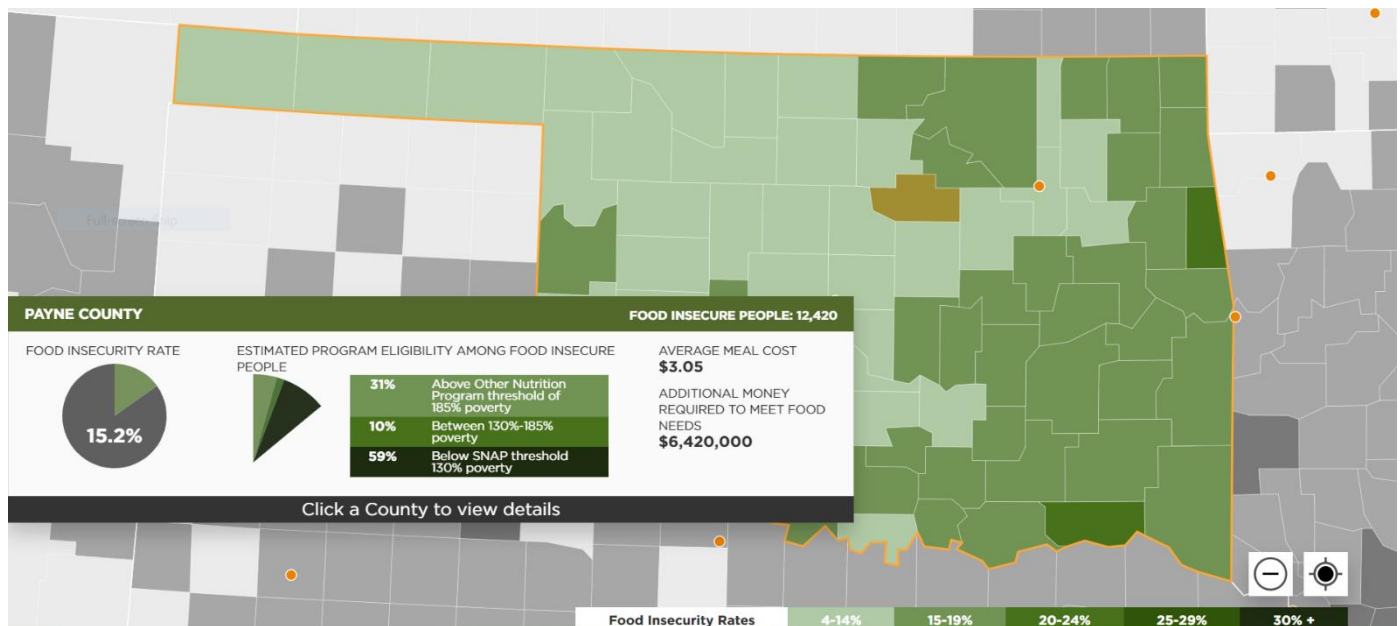 Full-screen Snip
PAYNE COUNTY
FOOD INSECURE PEOPLE: 12,420
FOOD INSECURITY RATE
15.2%
ESTIMATED PROGRAM ELIGIBILITY AMONG FOOD INSECURE
PEOPLE
31% Above Other Nutrition
Program threshold of
185% poverty
10% Between 130%-185%
poverty
59% Below SNAP threshold
130% poverty
AVERAGE MEAL COST
$3.05
ADDITIONAL MONEY
REQUIRED TO MEET FOOD
NEEDS
$6,420,000
Click a County to view details
Food Insecurity Rates 4-14% 15-19% 20-24% 25-29% 30% +